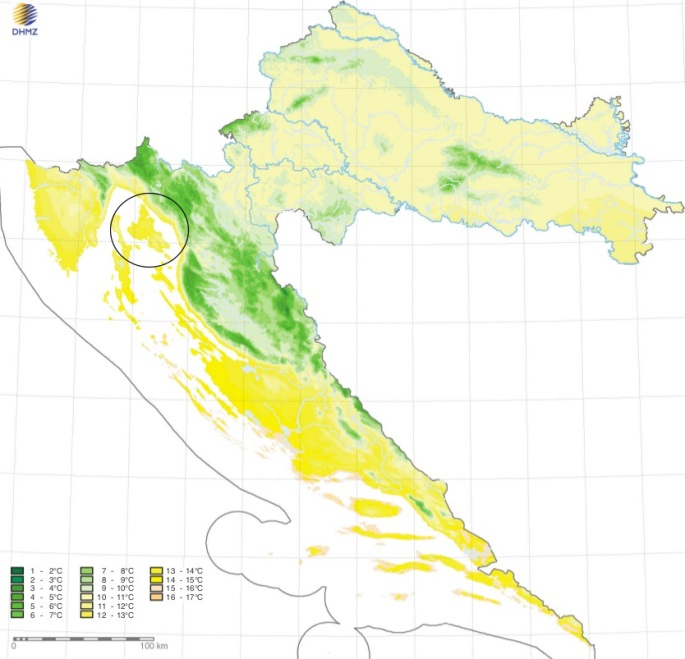 DHMZ
1 - 2°C
2 - 3°C
3 - 4°C
4 - 5°C
5 - 6°C
6 - 7°C
7 - 8°C
8 - 9°C
9 - 10°C
10 - 11°C
11 - 12°C
12 - 13°C
13 - 14°C
14 - 15°C
15 - 16°C
16 - 17°C
0 100 km